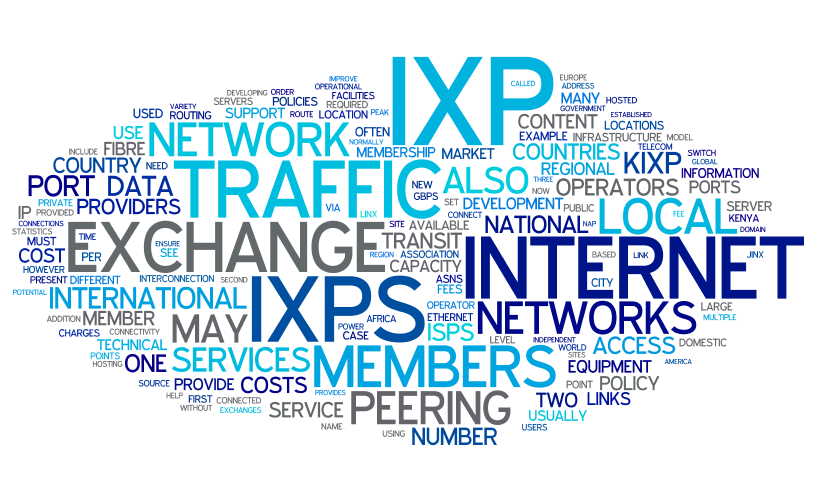 IMPROVE
EUROPE
OPERATIONAL
CALLED
ADDRESS
DEVELOPING ORDER
FACILITIES
IXP
MANY HOSTED
SERVERS POLICIES REQUIRED
GOVERNMENT
VARIETY
USED ROUTING SUPPORT ROUTE LOCATION PEAK
CONTENT ESTABLISHED
LOCATIONS
USE NETWORK OFTEN
EXAMPLE INFRASTRUCTURE MODEL
INCLUDE FIBRE NORMALLY
MEMBERSHIP MARKET COUNTRIES TELECOM SWITCH
COUNTRY NEED
REGIONAL KIXP GLOBAL
INFORMATION
PORT DATA TRAFFIC NEW ALSO THREE OPERATORS PORTS
GBPS NOW
PRIVATE PROVIDERS VIA LINX SET DEVELOPMENT PUBLIC LOCAL FEE SERVER
IP PROVIDED
CONNECT KENYA
CONNECTIONS
STATISTICS
EXCHANGE SITE AVAILABLE NATIONAL NAP DOMAIN
MUST TIME ENSURE TRANSIT
COST PER SEE REGION ASSOCIATION INTERNET BASED LINK JINX
HOWEVER CAPACITY
PRESENT DIFFERENT INTERCONNECTION SECOND ASNS CITY
POTENTIAL INTERNATIONAL IXPS FEES
OPERATOR LARGE
ADDITION MEMBER MAY AFRICA ETHERNET NETWORKS MULTIPLE
CHARGES CONNECTIVITY POWER CASE ISPS
TECHNICAL LEVEL INDEPENDENT ACCESS DOMESTIC
POINTS WORLD
HOSTING ONE SERVICES MEMBERS SITES EQUIPMENT AMERICA
SOURCE PROVIDE COSTS PROVIDES POINT POLICY
HELP FIRST CONNECTED TWO LINKS
WITHOUT EXCHANGES SERVICE PEERING USUALLY
NAME USING NUMBER USERS